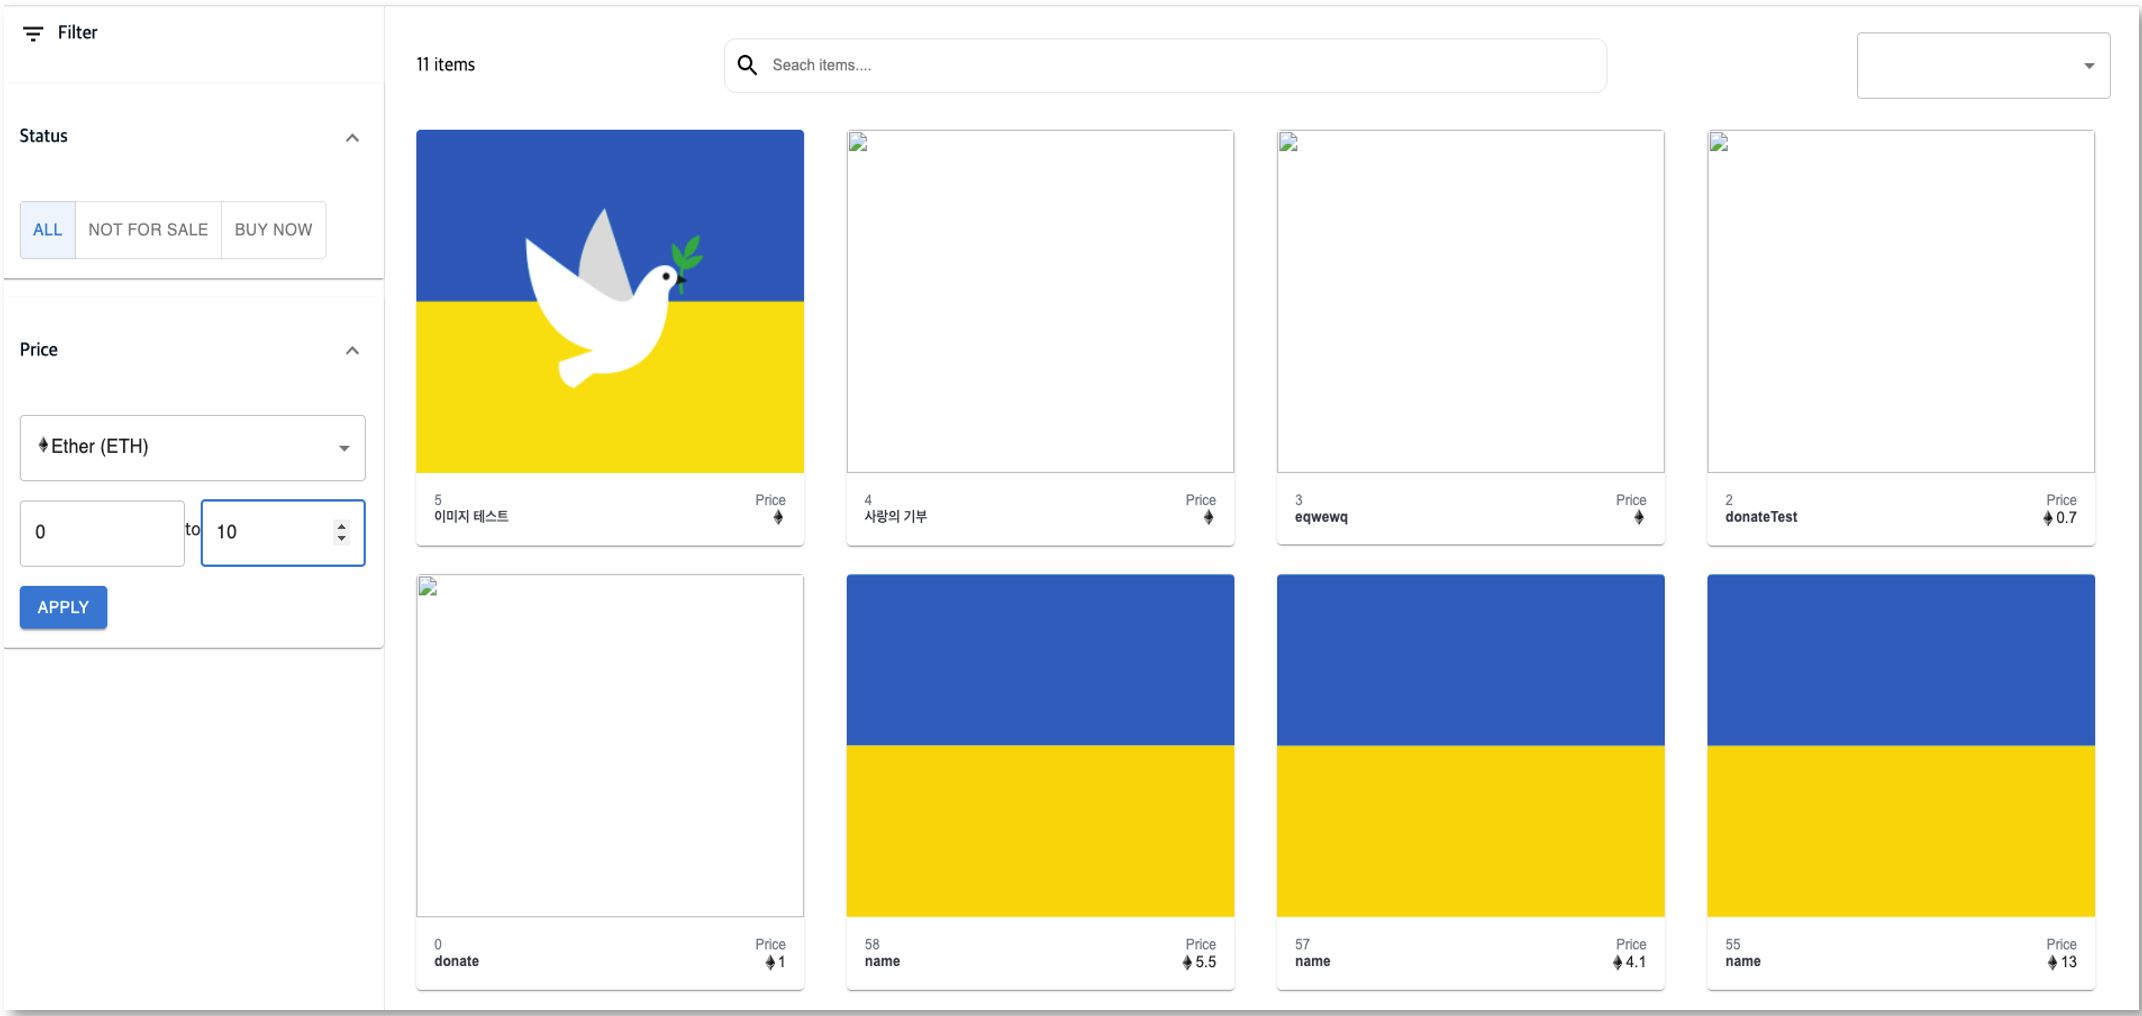 Filter
11 items
Seach items....
Status
ALL
NOT FOR SALE
BUY NOW
Price
Ether (ETH)
0
to
10
APPLY
5
Price
이미지 테스트
4
Price
사랑의 기부
3
Price
eqwewq
2
Price
donateTest
0.7
0
Price
donate
1
58
Price
name
5.5
57
Price
name
4.1
55
Price
name
13